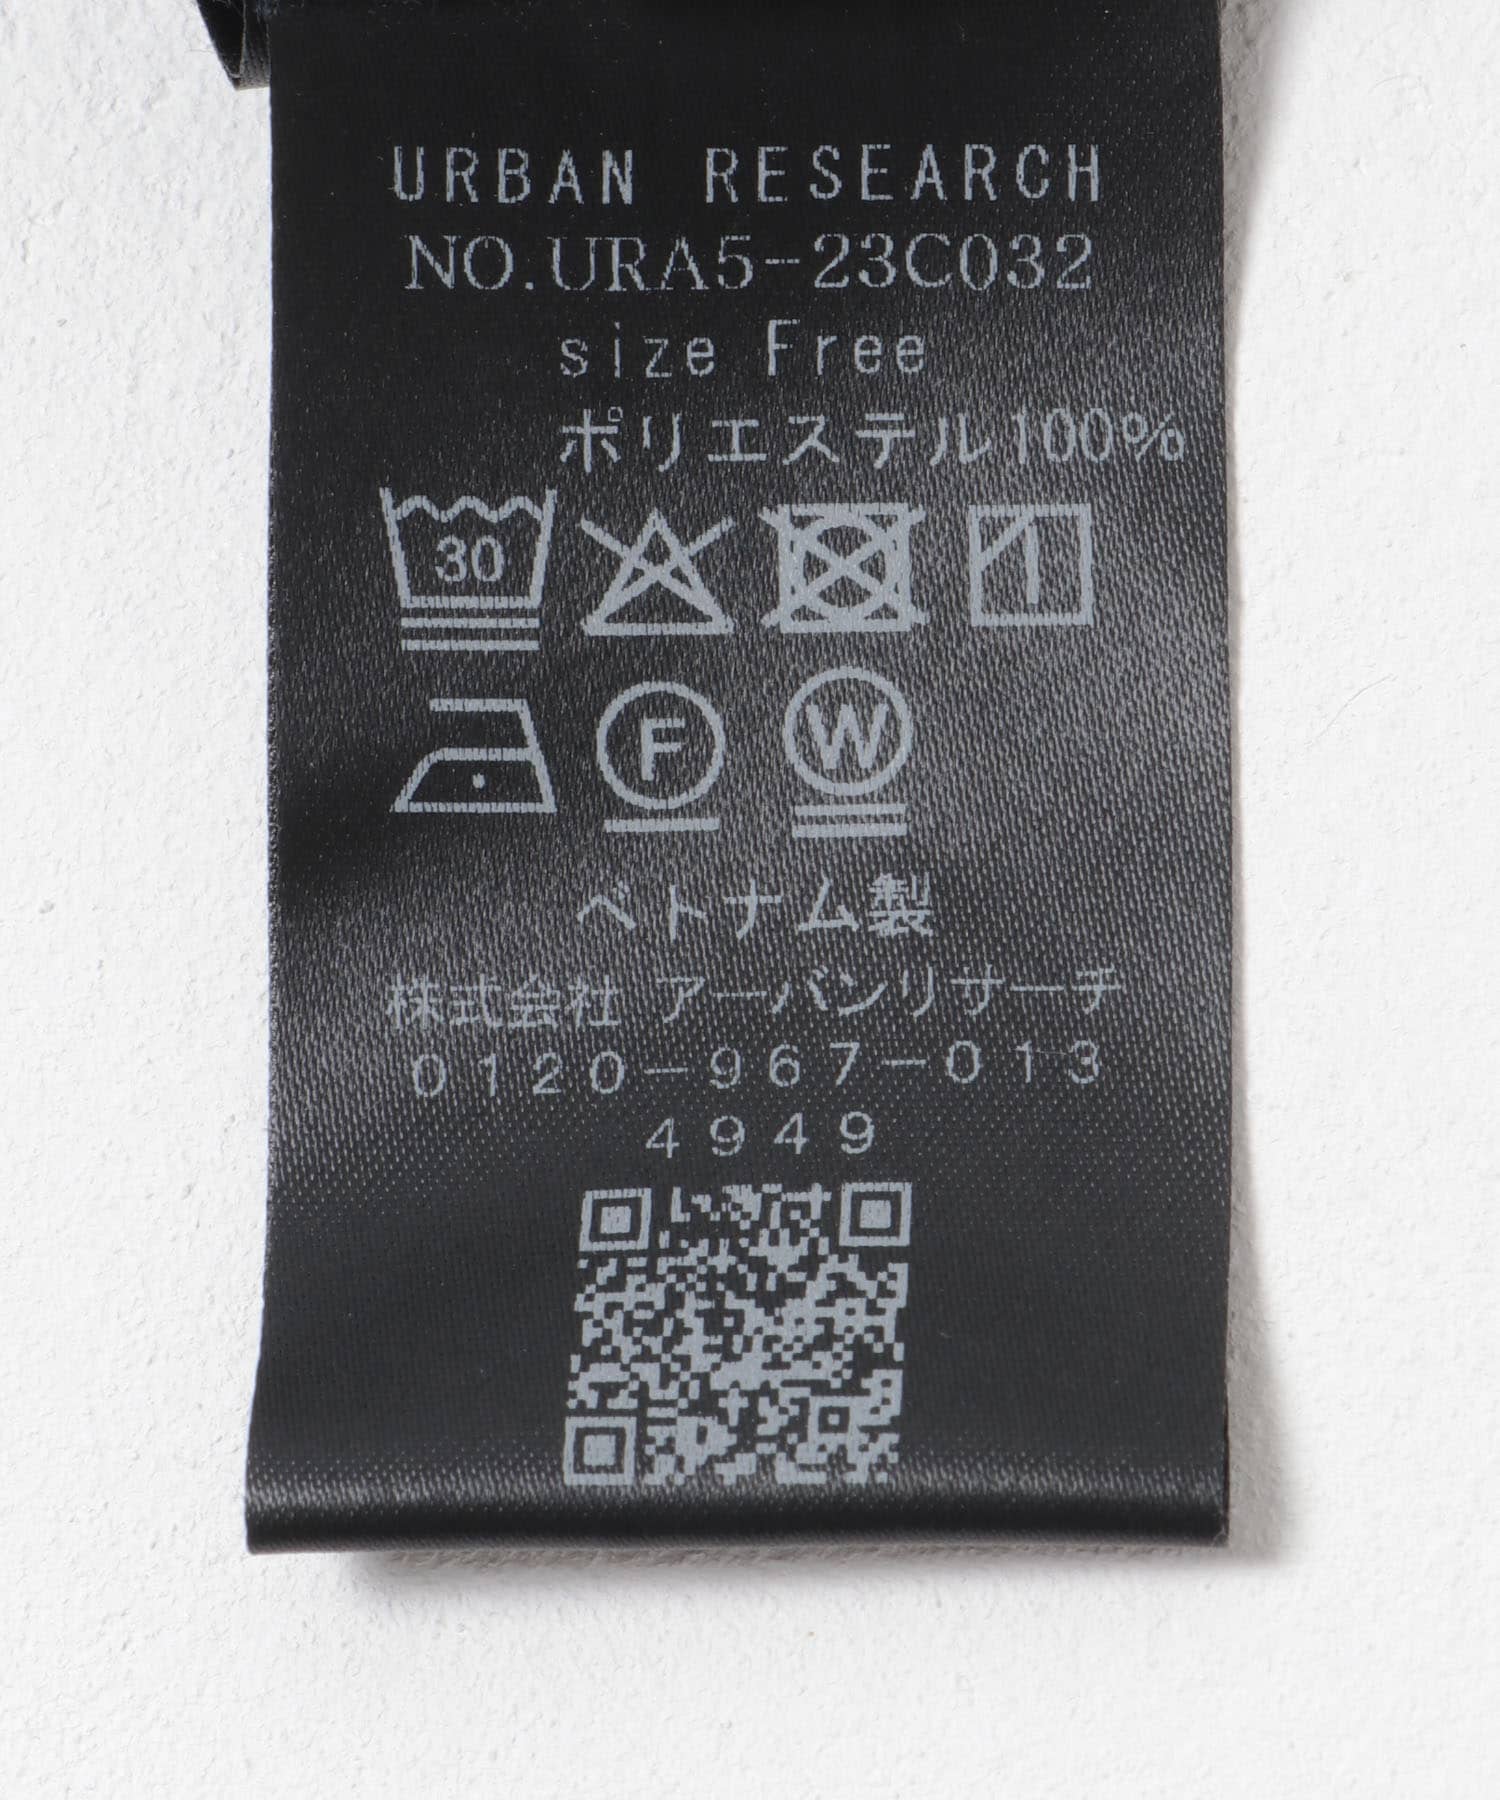 URBAN RESEARCH
NO.URA5-23C032
size Free
ポリエステル100%
30
F W
ベトナム製
株式会社 アーバンリサーチ
0120-967-013
4949